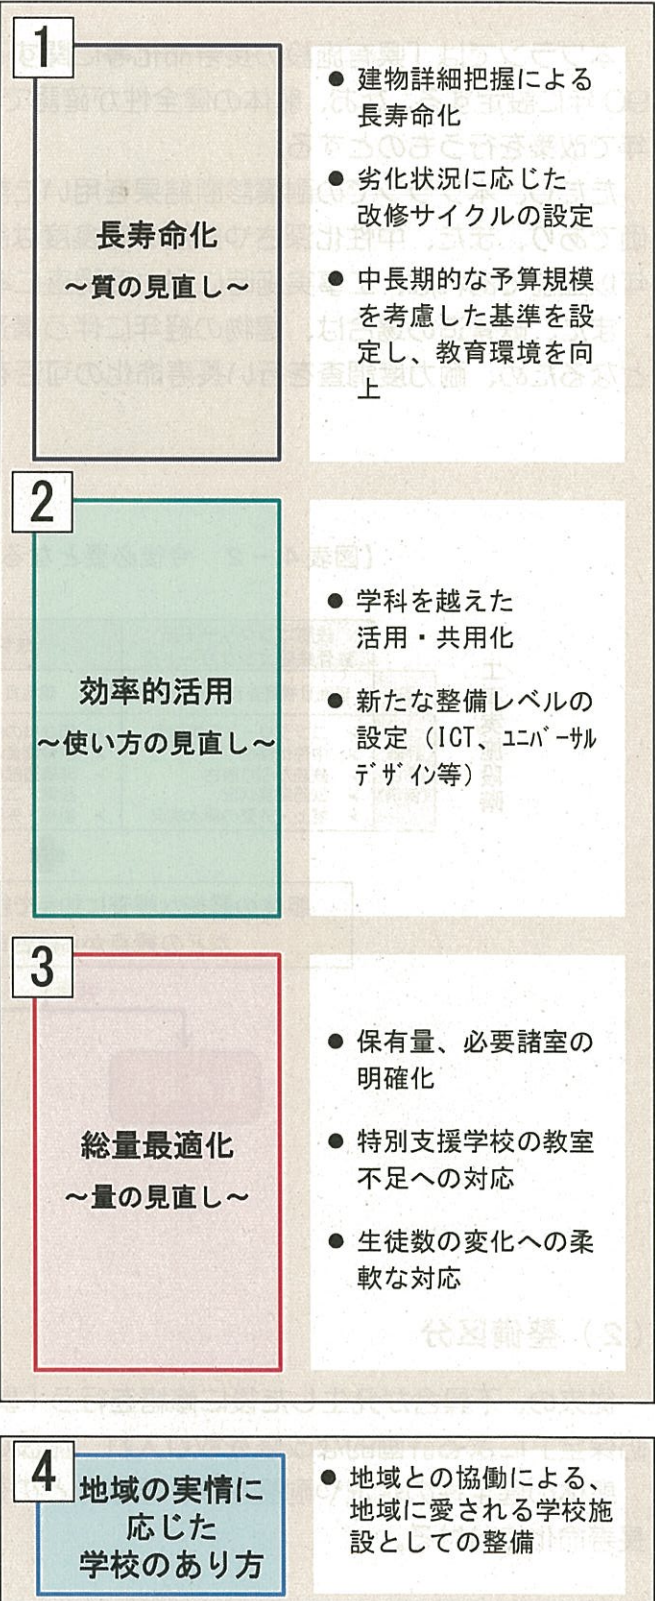 1
長寿命化
～質の見直し～
● 建物詳細把握による
長寿命化
● 劣化状況に応じた
改修サイクルの設定
● 中長期的な予算規模
を考慮した基準を設
定し、教育環境を向
上
2
効率的活用
～使い方の見直し～
● 学科を越えた
活用・共用化
● 新たな整備レベルの
設定（ICT、ﾕﾆﾊﾞｰｻﾙ
ﾃﾞｻﾞｲﾝ等）
3
総量最適化
～量の見直し～
● 保有量、必要諸室の
明確化
● 特別支援学校の教室
不足への対応
● 生徒数の変化への柔
軟な対応
4
地域の実情に
応じた
学校のあり方
● 地域との協働による、
地域に愛される学校施
設としての整備